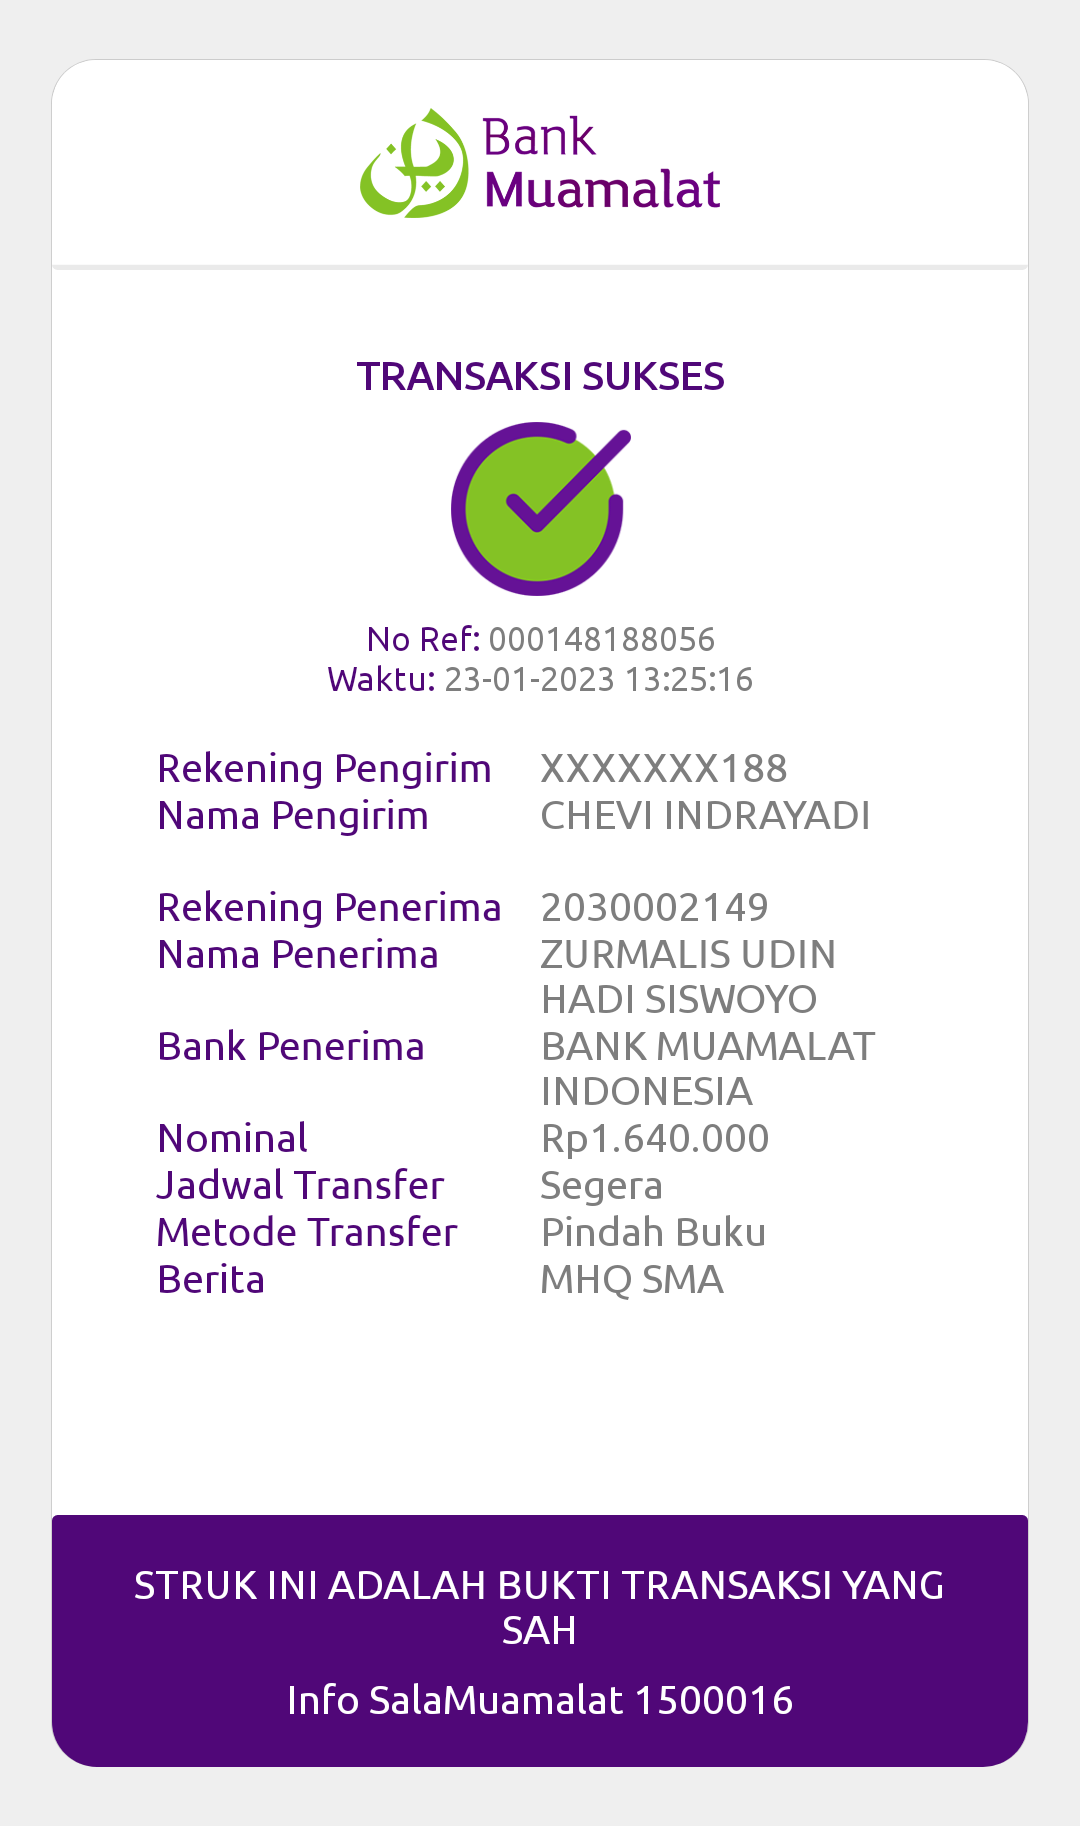 Bank
Muamalat
TRANSAKSI SUKSES
No Ref: 000148188056
Waktu: 23-01-2023 13:25:16
Rekening Pengirim XXXXXXX188
Nama Pengirim CHEVI INDRAYADI
Rekening Penerima 2030002149
Nama Penerima ZURMALIS UDIN
HADI SISWOYO
Bank Penerima BANK MUAMALAT
INDONESIA
Nominal Rp1.640.000
Jadwal Transfer Segera
Metode Transfer Pindah Buku
Berita MHQ SMA
STRUK INI ADALAH BUKTI TRANSAKSI YANG
SAH
Info SalaMuamalat 1500016